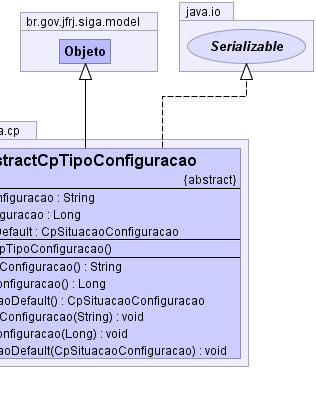 br.gov.jfrj.siga.model
java.io
Objeto
Serializable
a.cp
stractCpTipoConfiguracao
{abstract}
nfiguracao : String
iguracao : Long
Default : CpSituacaoConfiguracao
pTipoConfiguracao()
Configuracao() : String
onfiguracao() : Long
aoDefault() : CpSituacaoConfiguracao
Configuracao(String) : void
onfiguracao(Long) : void
aoDefault(CpSituacaoConfiguracao) : void